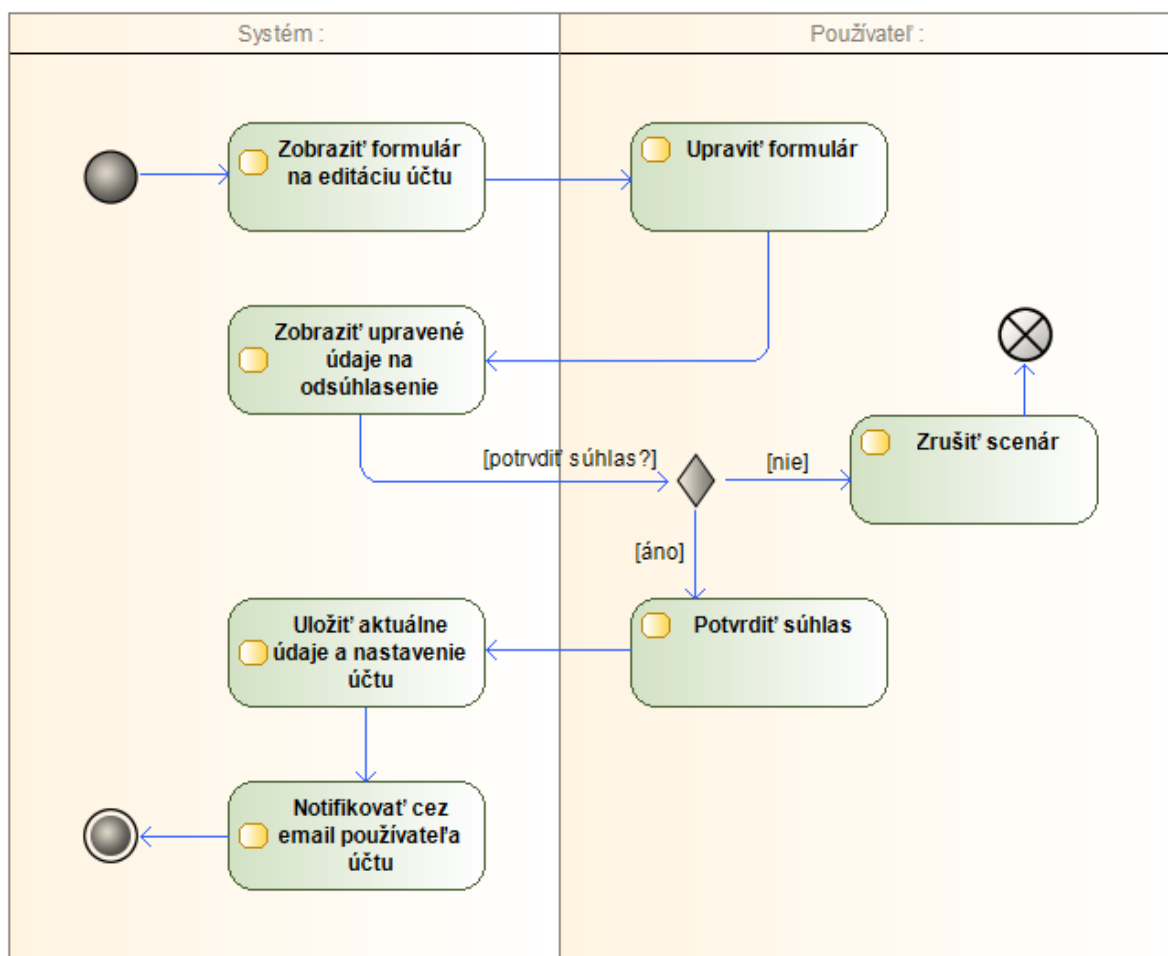 Systém :
Používateľ :
Zobraziť formulár
na editáciu účtu
Upraviť formulár
Zobraziť upravené
údaje na
odsúhlasenie
Zrušiť scenár
[potrvdiť súhlas?]
[nie]
[áno]
Uložiť aktuálne
údaje a nastavenie
účtu
Potvrdiť súhlas
Notifikovať cez
email používateľa
účtu